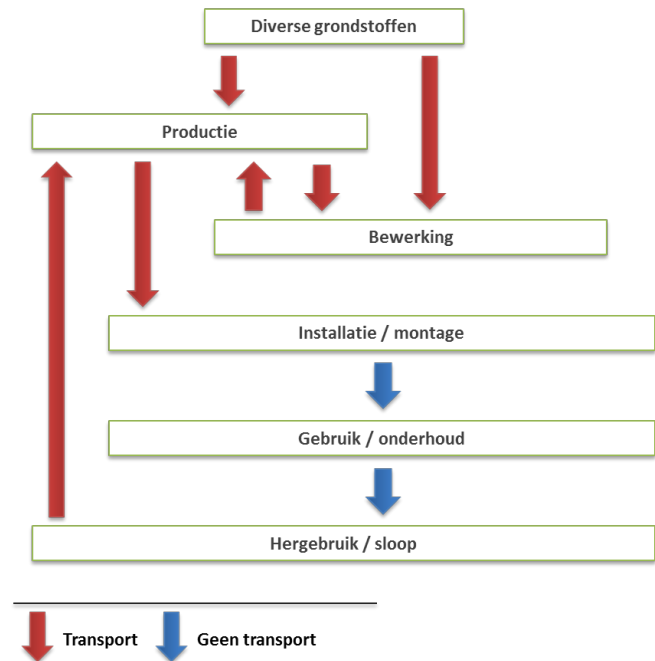 Diverse grondstoffen
Productie
Bewerking
Installatie / montage
Gebruik / onderhoud
Hergebruik / sloop
Transport
Geen transport